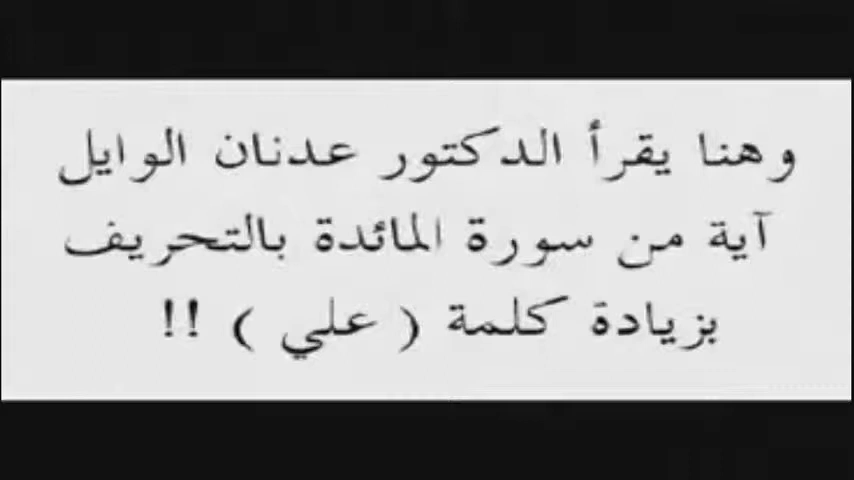 وهنا يقرأ الدكتور عدنان الوايل
آية من سورة المائدة بالتحريف
بزيادة كلمة ( علي ) !!